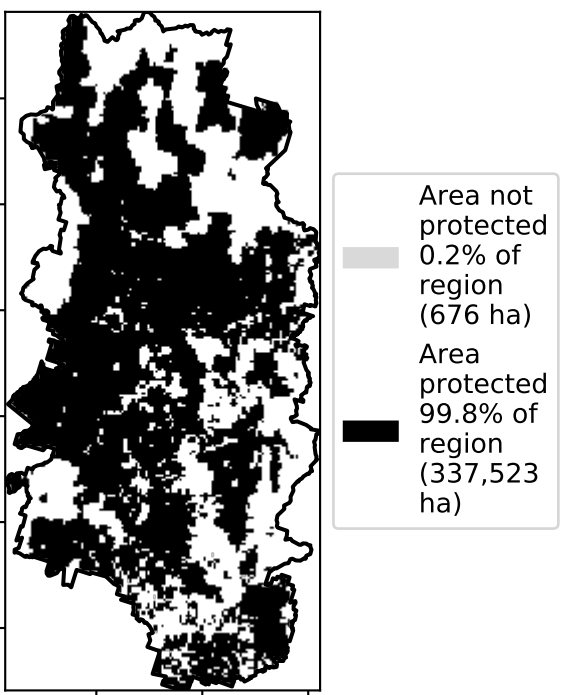 Area not
protected
0.2% of
region
(676 ha)
Area
protected
99.8% of
region
(337,523
ha)